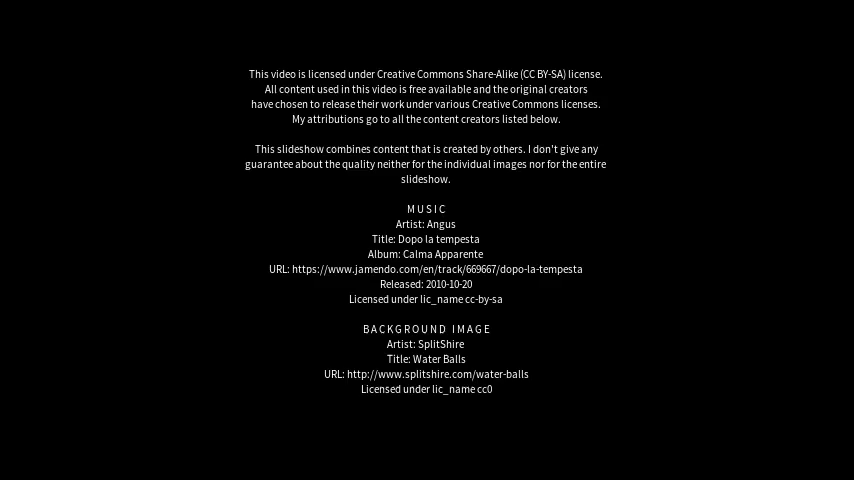 This video is licensed under Creative Commons Share-Alike (CC BY-SA) license.
All content used in this video is free available and the original creators
have chosen to release their work under various Creative Commons licenses.
My attributions go to all the content creators listed below.
This slideshow combines content that is created by others. I don't give any
guarantee about the quality neither for the individual images nor for the entire
slideshow.
MUSIC
Artist: Angus
Title: Dopo la tempesta
Album: Calma Apparente
URL: https://www.jamendo.com/en/track/669667/dopo-la-tempesta
Released: 2010-10-20
Licensed under lic_name cc-by-sa
BACKGROUND IMAGE
Artist: SplitShire
Title: Water Balls
URL: http://www.splitshire.com/water-balls
Licensed under lic_name cc0